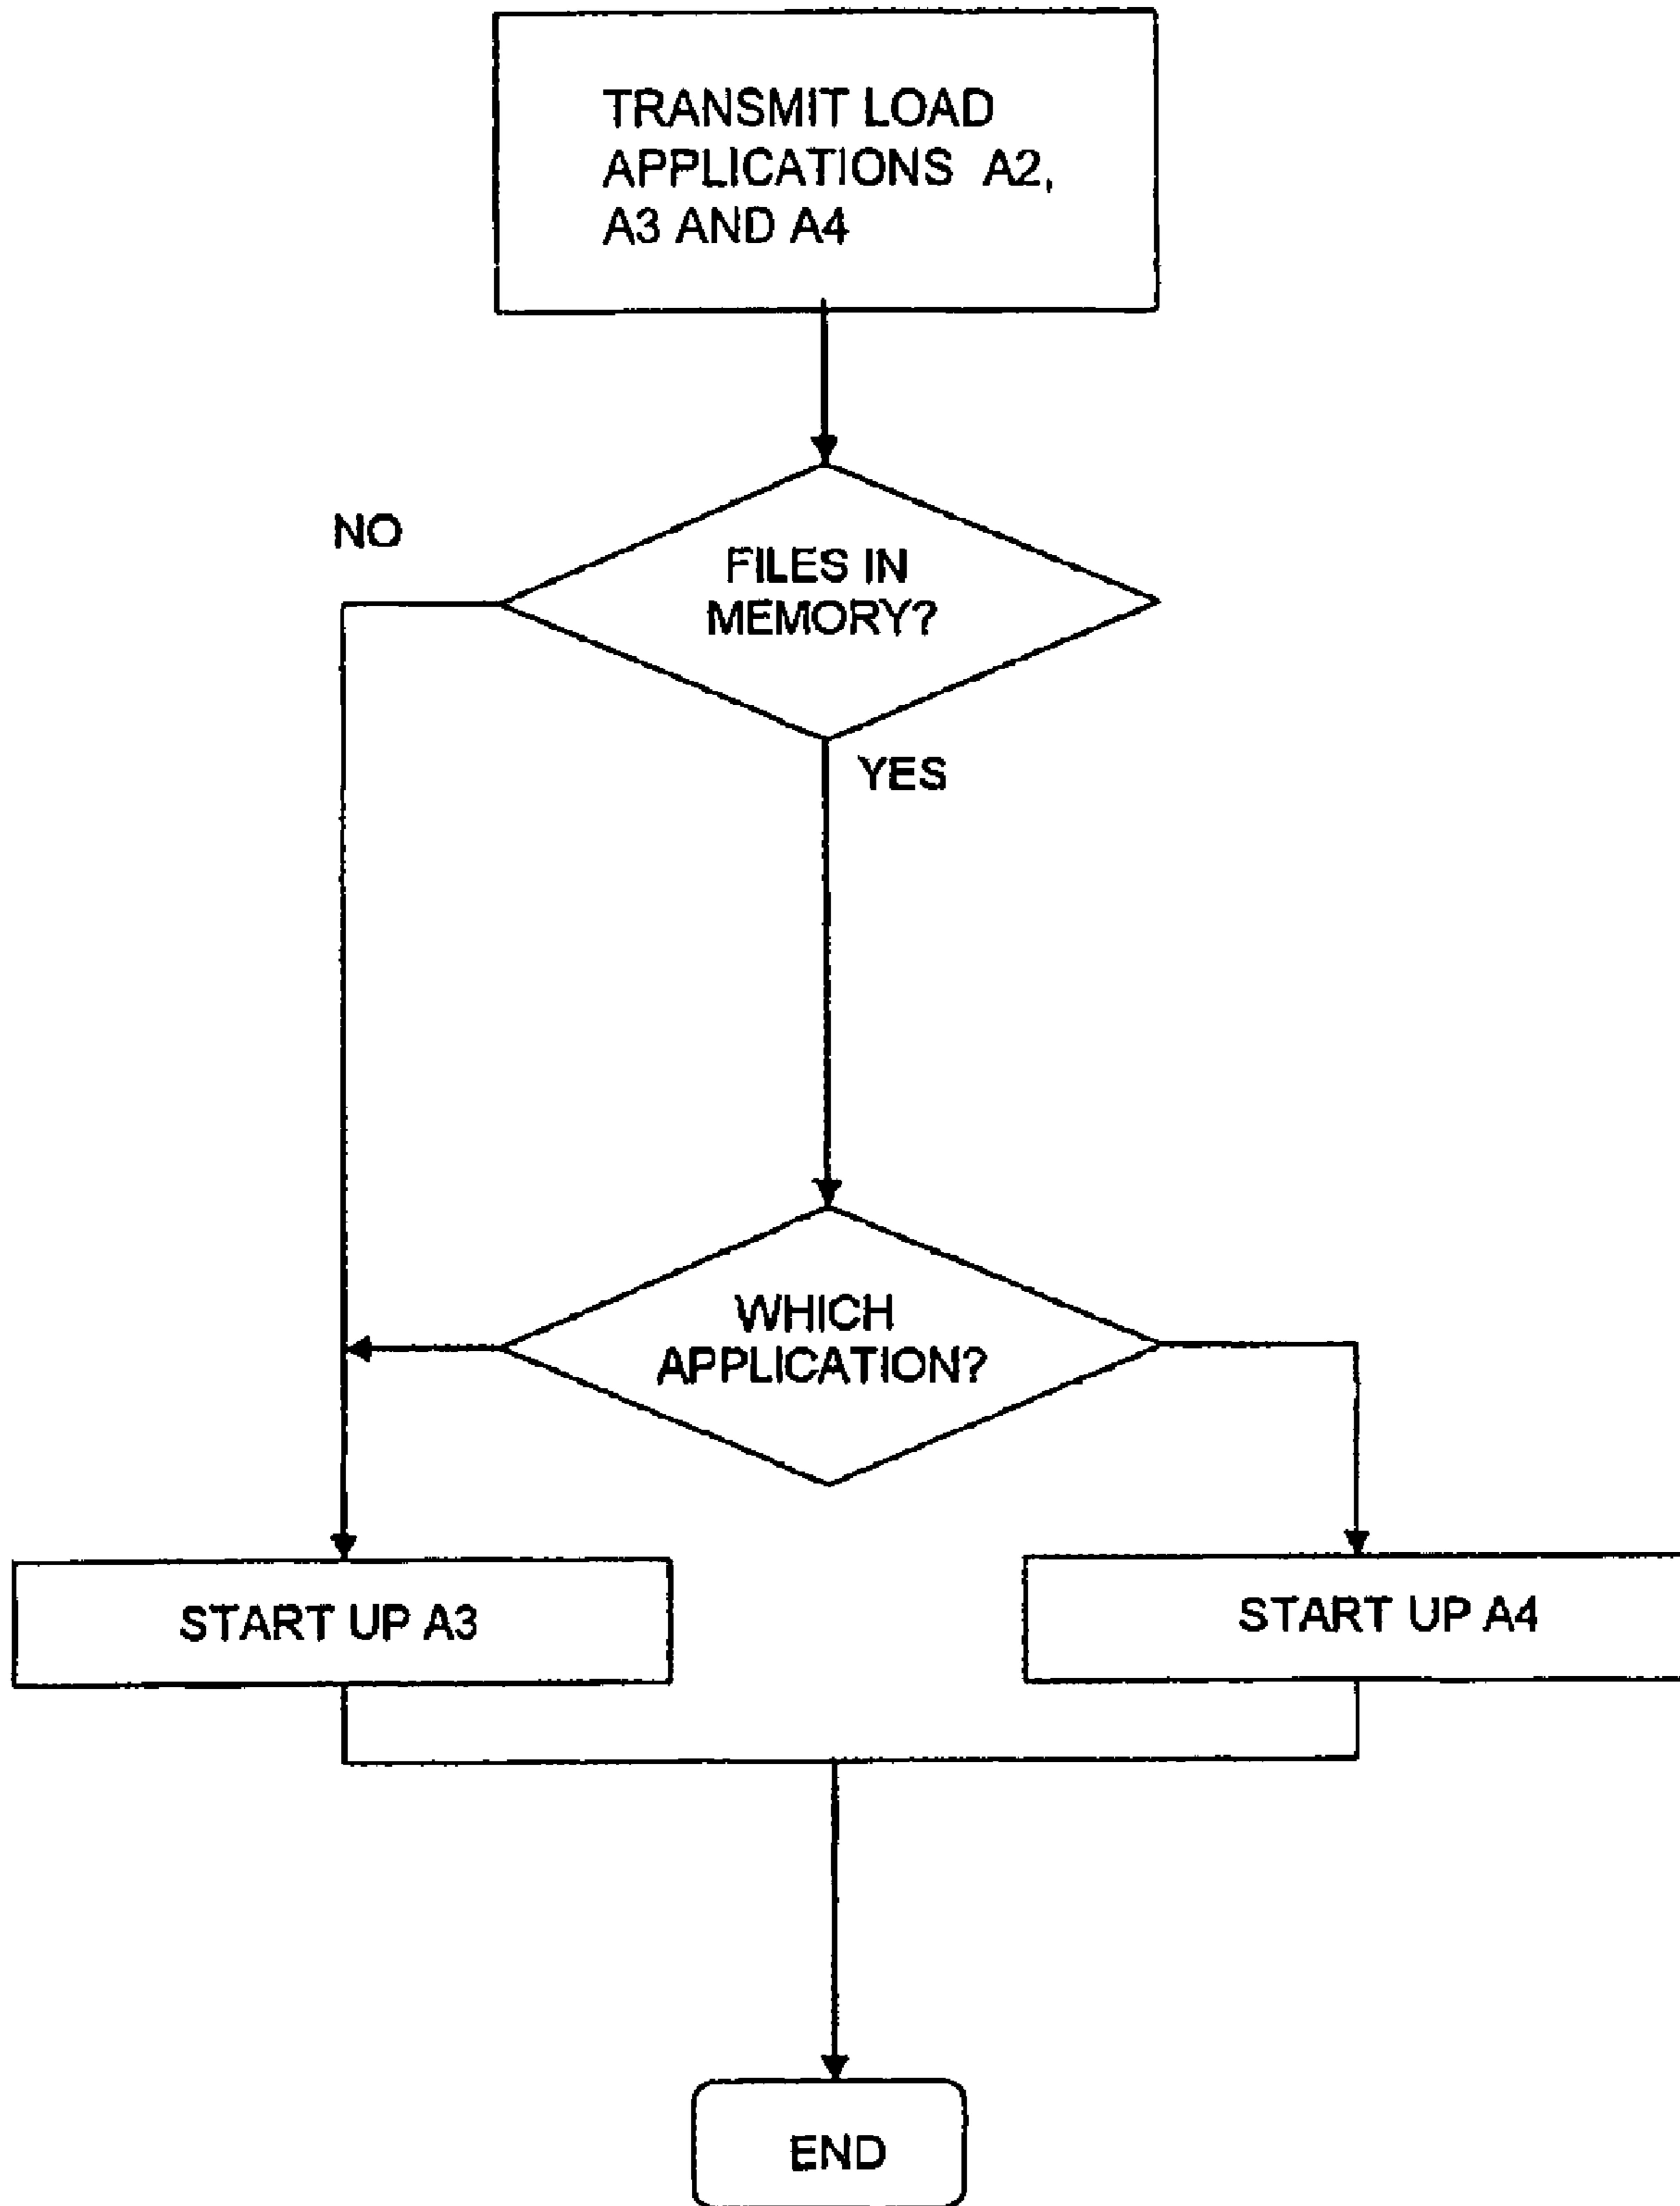 TRANSMIT LOAD
APPLICATIONS A2,
A3 AND A4
NO
FILES IN
MEMORY?
YES
WHICH
APPLICATION?
START UP A3
START UP A4
END